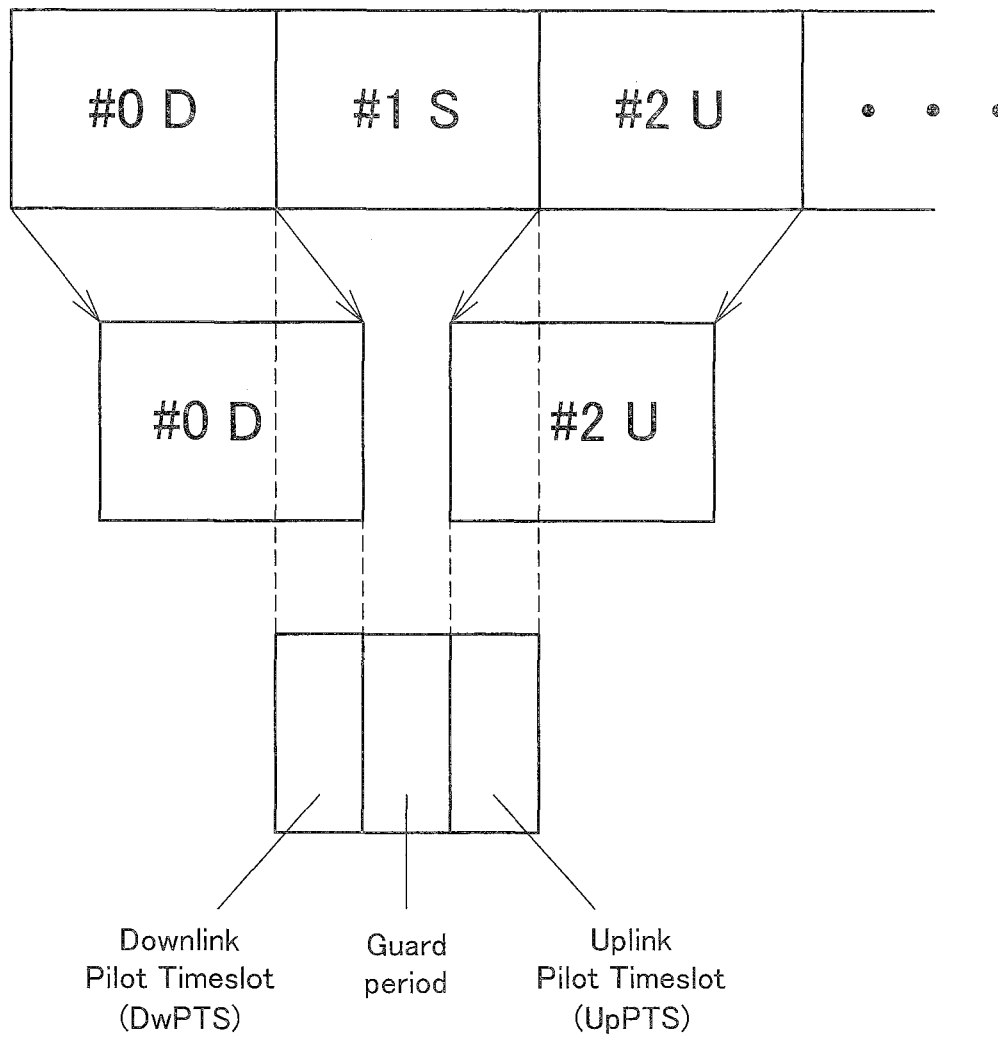 #0 D #1 S #2 U • • •
#0 D #2 U
Downlink
Pilot Timeslot
(DwPTS)
Guard
period
Uplink
Pilot Timeslot
(UpPTS)